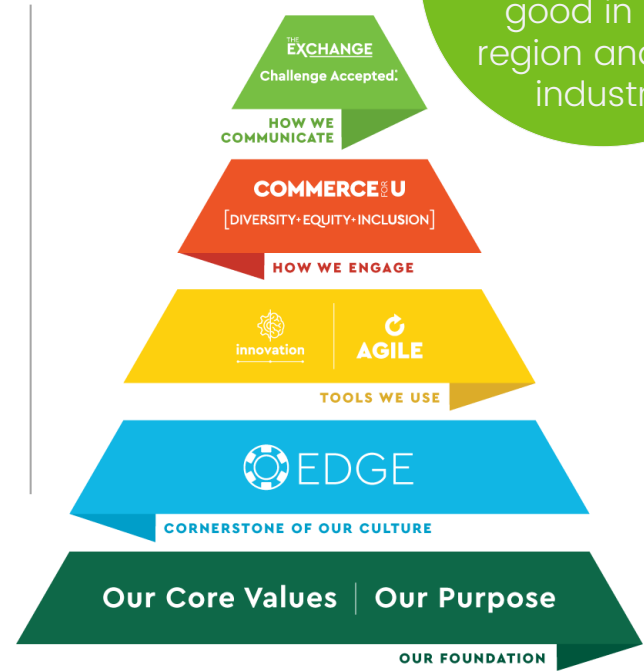 good in
region and
industr
THE
EXCHANGE
Challenge Accepted.
HOW WE
COMMUNICATE
COMMERCE FOR U
[DIVERSITY+EQUITY+INCLUSION]
HOW WE ENGAGE
innovation
AGILE
TOOLS WE USE
EDGE
CORNERSTONE OF OUR CULTURE
Our Core Values | Our Purpose
OUR FOUNDATION